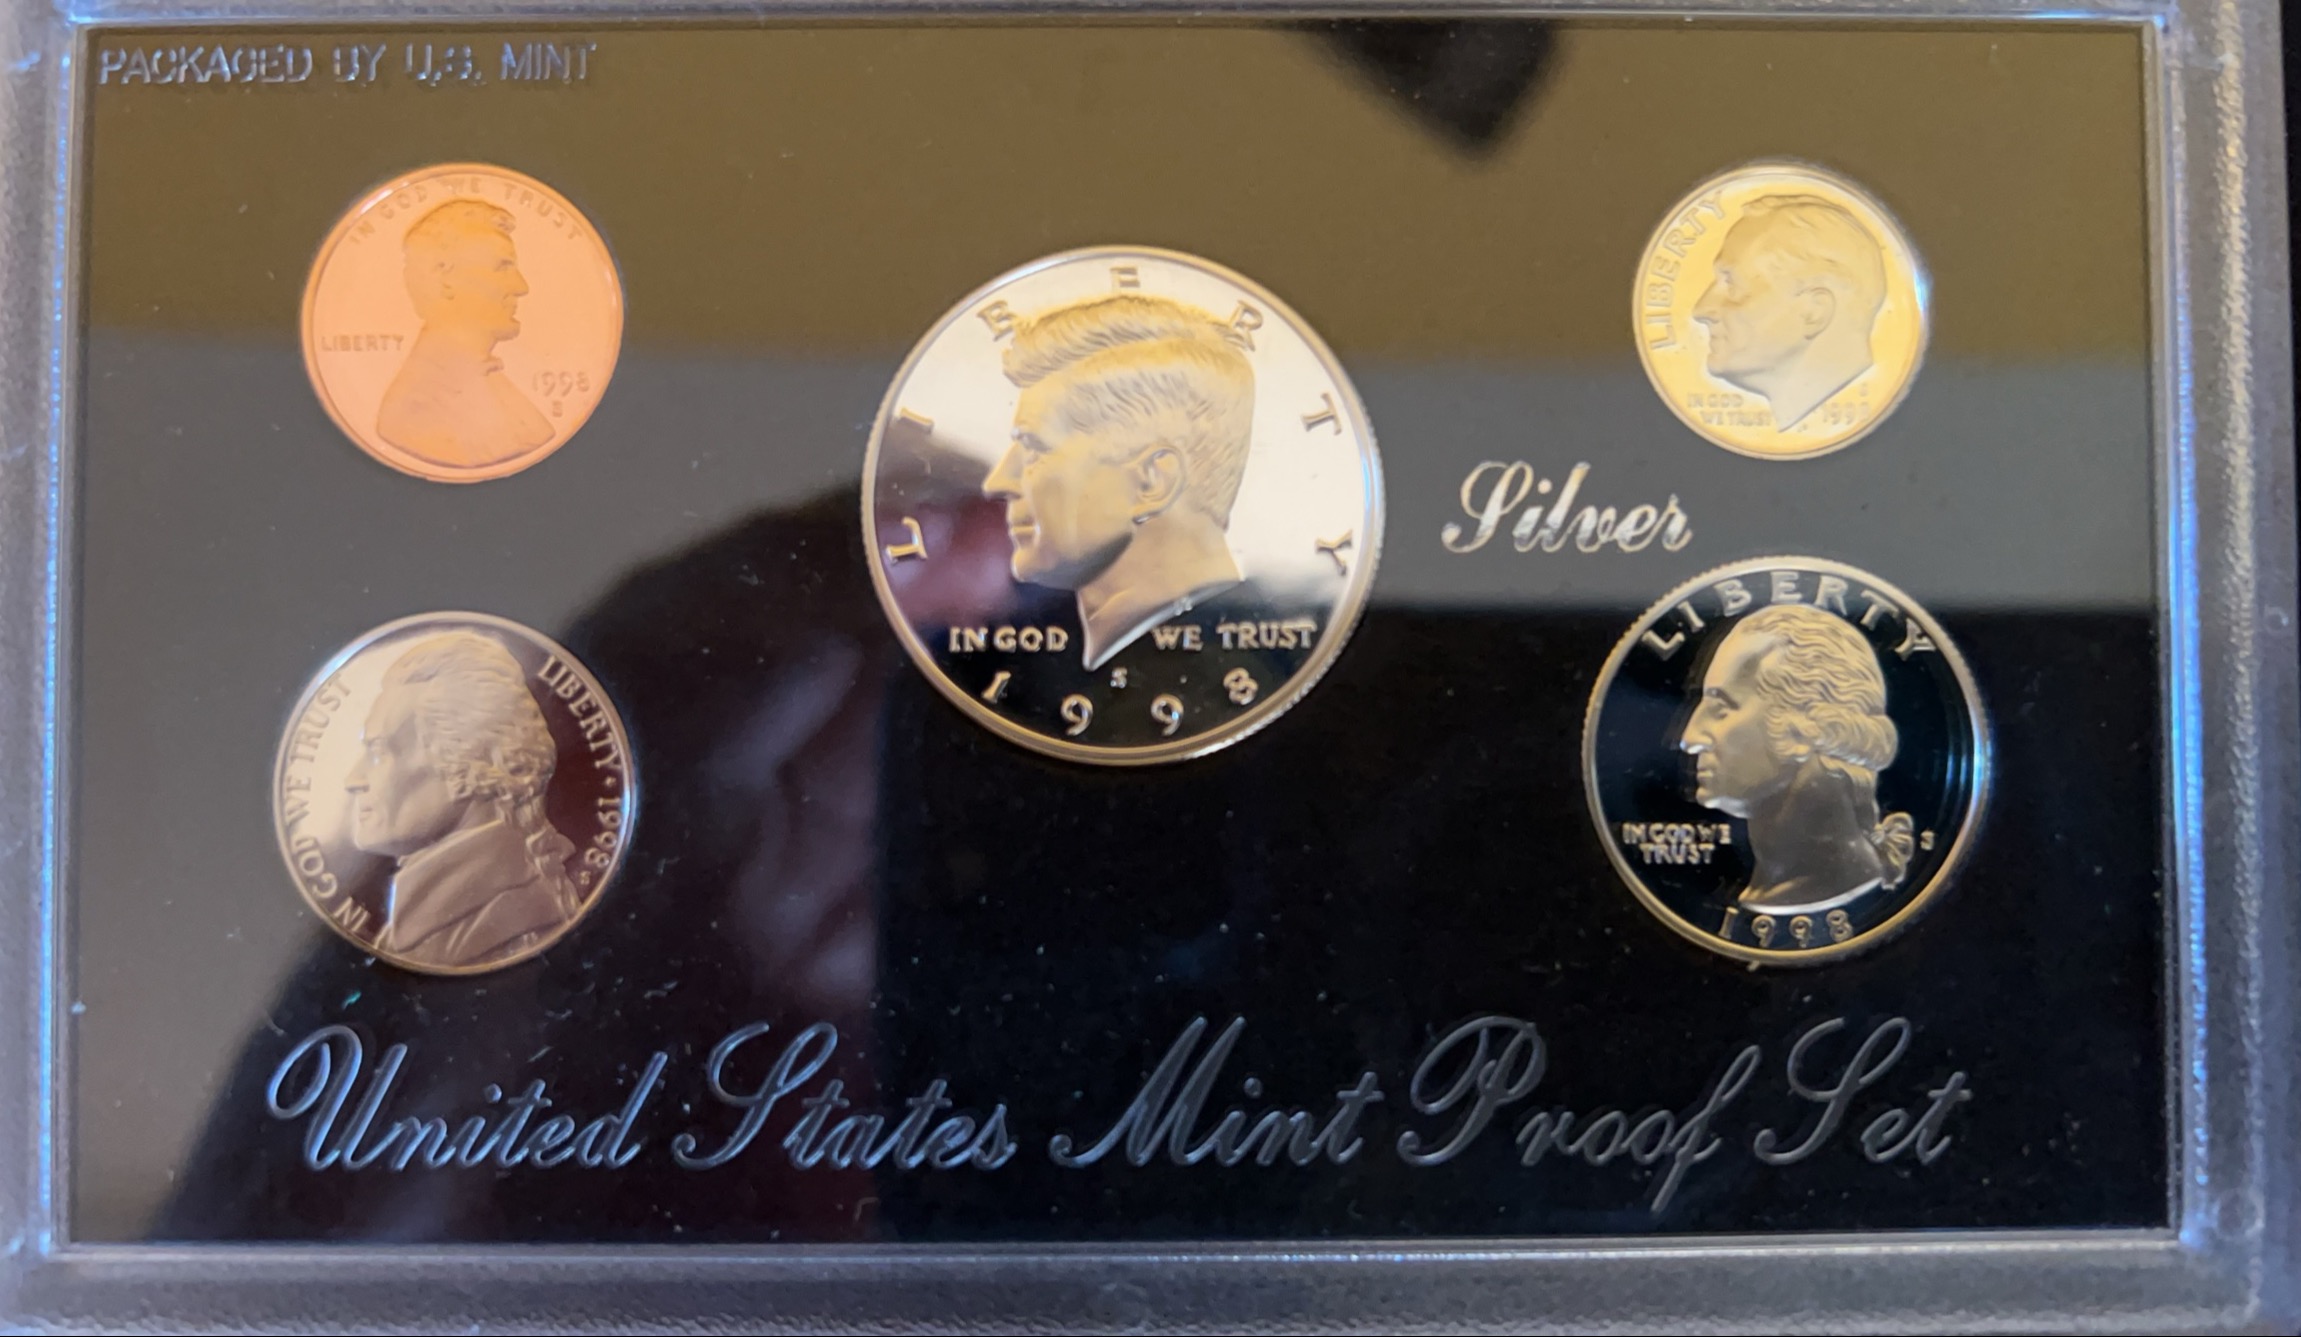 PACKAGED BY U.S. MINT
IN GOD WE TRUST
LIBERTY
1998
S
LIBERTY
IN GOD WE TRUST
1998
S
LIBERTY
IN GOD
WE TRUST
1998
S
Silver
IN GOD WE TRUST
LIBERTY • 1998
S
LIBERTY
IN GOD WE
TRUST
S
1998
United States Mint Proof Set